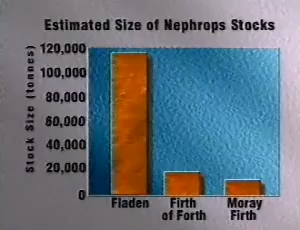 Estimated Size of Nephrops Stocks
Stock Size (tonnes)
120,000
100,000
80,000
60,000
40,000
20,000
0
Fladen
Firth
of Forth
Moray
Firth